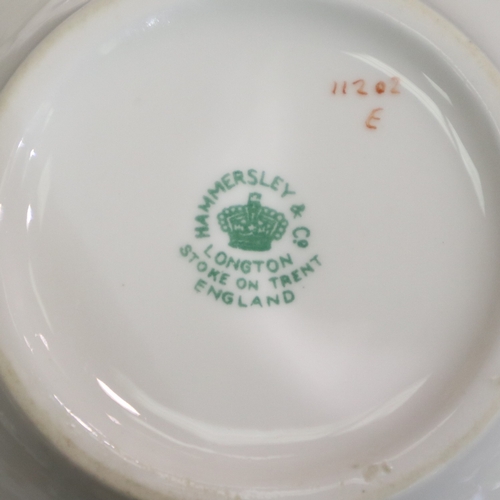 11202
E
HAMMERSLEY & Co
LONGTON
STOKE ON TRENT
ENGLAND